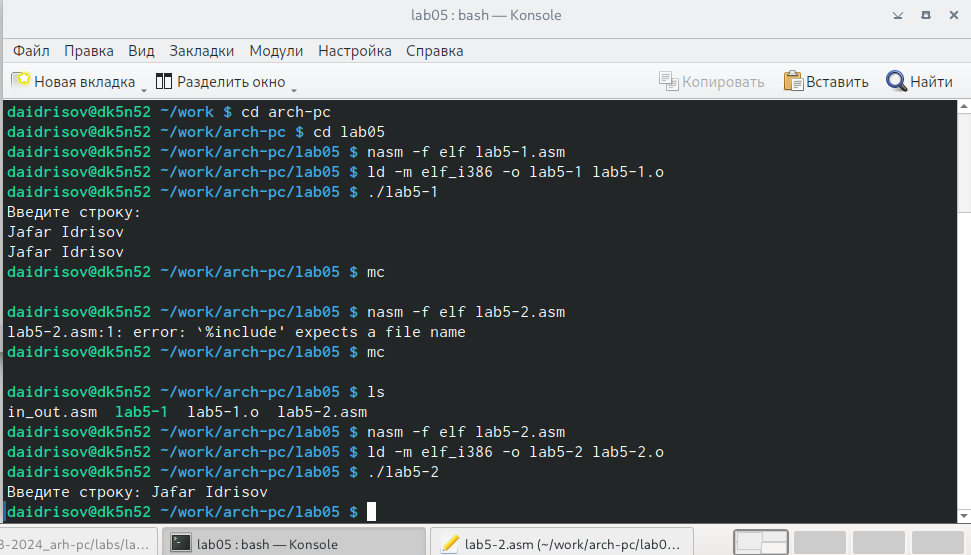 lab05 : bash — Konsole
Файл Правка Вид Закладки Модули Настройка Справка
Новая вкладка Разделить окно Копировать Вставить Найти
daidrisov@dk5n52 ~/work $ cd arch-pc
daidrisov@dk5n52 ~/work/arch-pc $ cd lab05
daidrisov@dk5n52 ~/work/arch-pc/lab05 $ nasm -f elf lab5-1.asm
daidrisov@dk5n52 ~/work/arch-pc/lab05 $ ld -m elf_i386 -o lab5-1 lab5-1.o
daidrisov@dk5n52 ~/work/arch-pc/lab05 $ ./lab5-1
Введите строку:
Jafar Idrisov
Jafar Idrisov
daidrisov@dk5n52 ~/work/arch-pc/lab05 $ mc
daidrisov@dk5n52 ~/work/arch-pc/lab05 $ nasm -f elf lab5-2.asm
lab5-2.asm:1: error: `%include' expects a file name
daidrisov@dk5n52 ~/work/arch-pc/lab05 $ mc
daidrisov@dk5n52 ~/work/arch-pc/lab05 $ ls
in_out.asm lab5-1 lab5-1.o lab5-2.asm
daidrisov@dk5n52 ~/work/arch-pc/lab05 $ nasm -f elf lab5-2.asm
daidrisov@dk5n52 ~/work/arch-pc/lab05 $ ld -m elf_i386 -o lab5-2 lab5-2.o
daidrisov@dk5n52 ~/work/arch-pc/lab05 $ ./lab5-2
Введите строку: Jafar Idrisov
daidrisov@dk5n52 ~/work/arch-pc/lab05 $
3-2024_arh-pc/labs/la... lab05 : bash — Konsole lab5-2.asm (~/work/arch-pc/lab0...